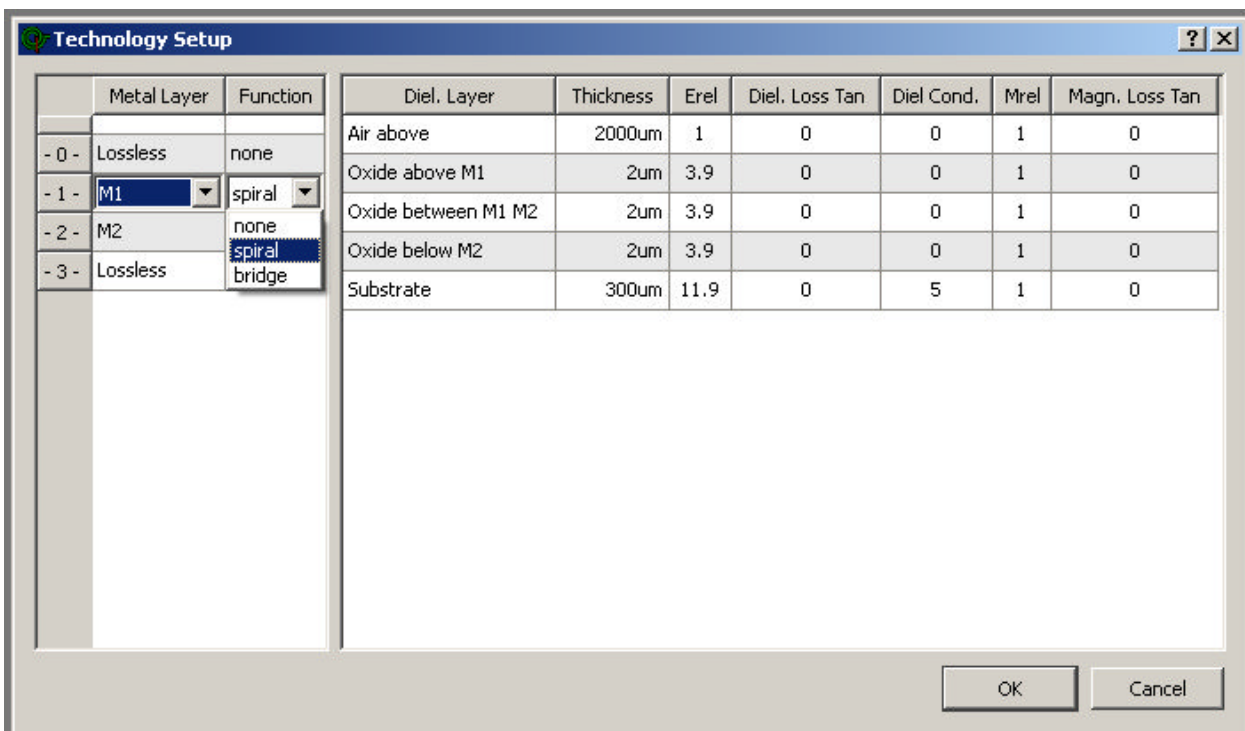 Technology Setup
Metal Layer Function
- 0 - Lossless none
- 1 - M1 spiral
- 2 - M2
- 3 - Lossless
none
spiral
bridge
Diel. Layer Thickness Erel Diel. Loss Tan Diel Cond. Mrel Magn. Loss Tan
Air above 2000um 1 0 0 1 0
Oxide above M1 2um 3.9 0 0 1 0
Oxide between M1 M2 2um 3.9 0 0 1 0
Oxide below M2 2um 3.9 0 0 1 0
Substrate 300um 11.9 0 5 1 0
OK Cancel